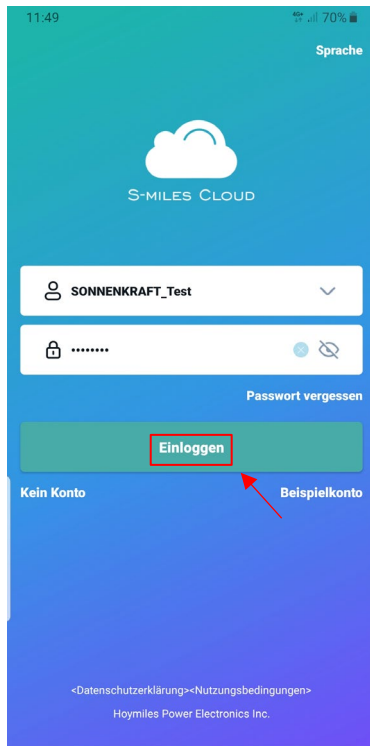 11:49 4G+ 70%
Sprache
S-MILES CLOUD
SONNENKRAFT_Test
••••••••
Passwort vergessen
Einloggen
Kein Konto Beispielkonto
<Datenschutzerklärung><Nutzungsbedingungen>
Hoymiles Power Electronics Inc.